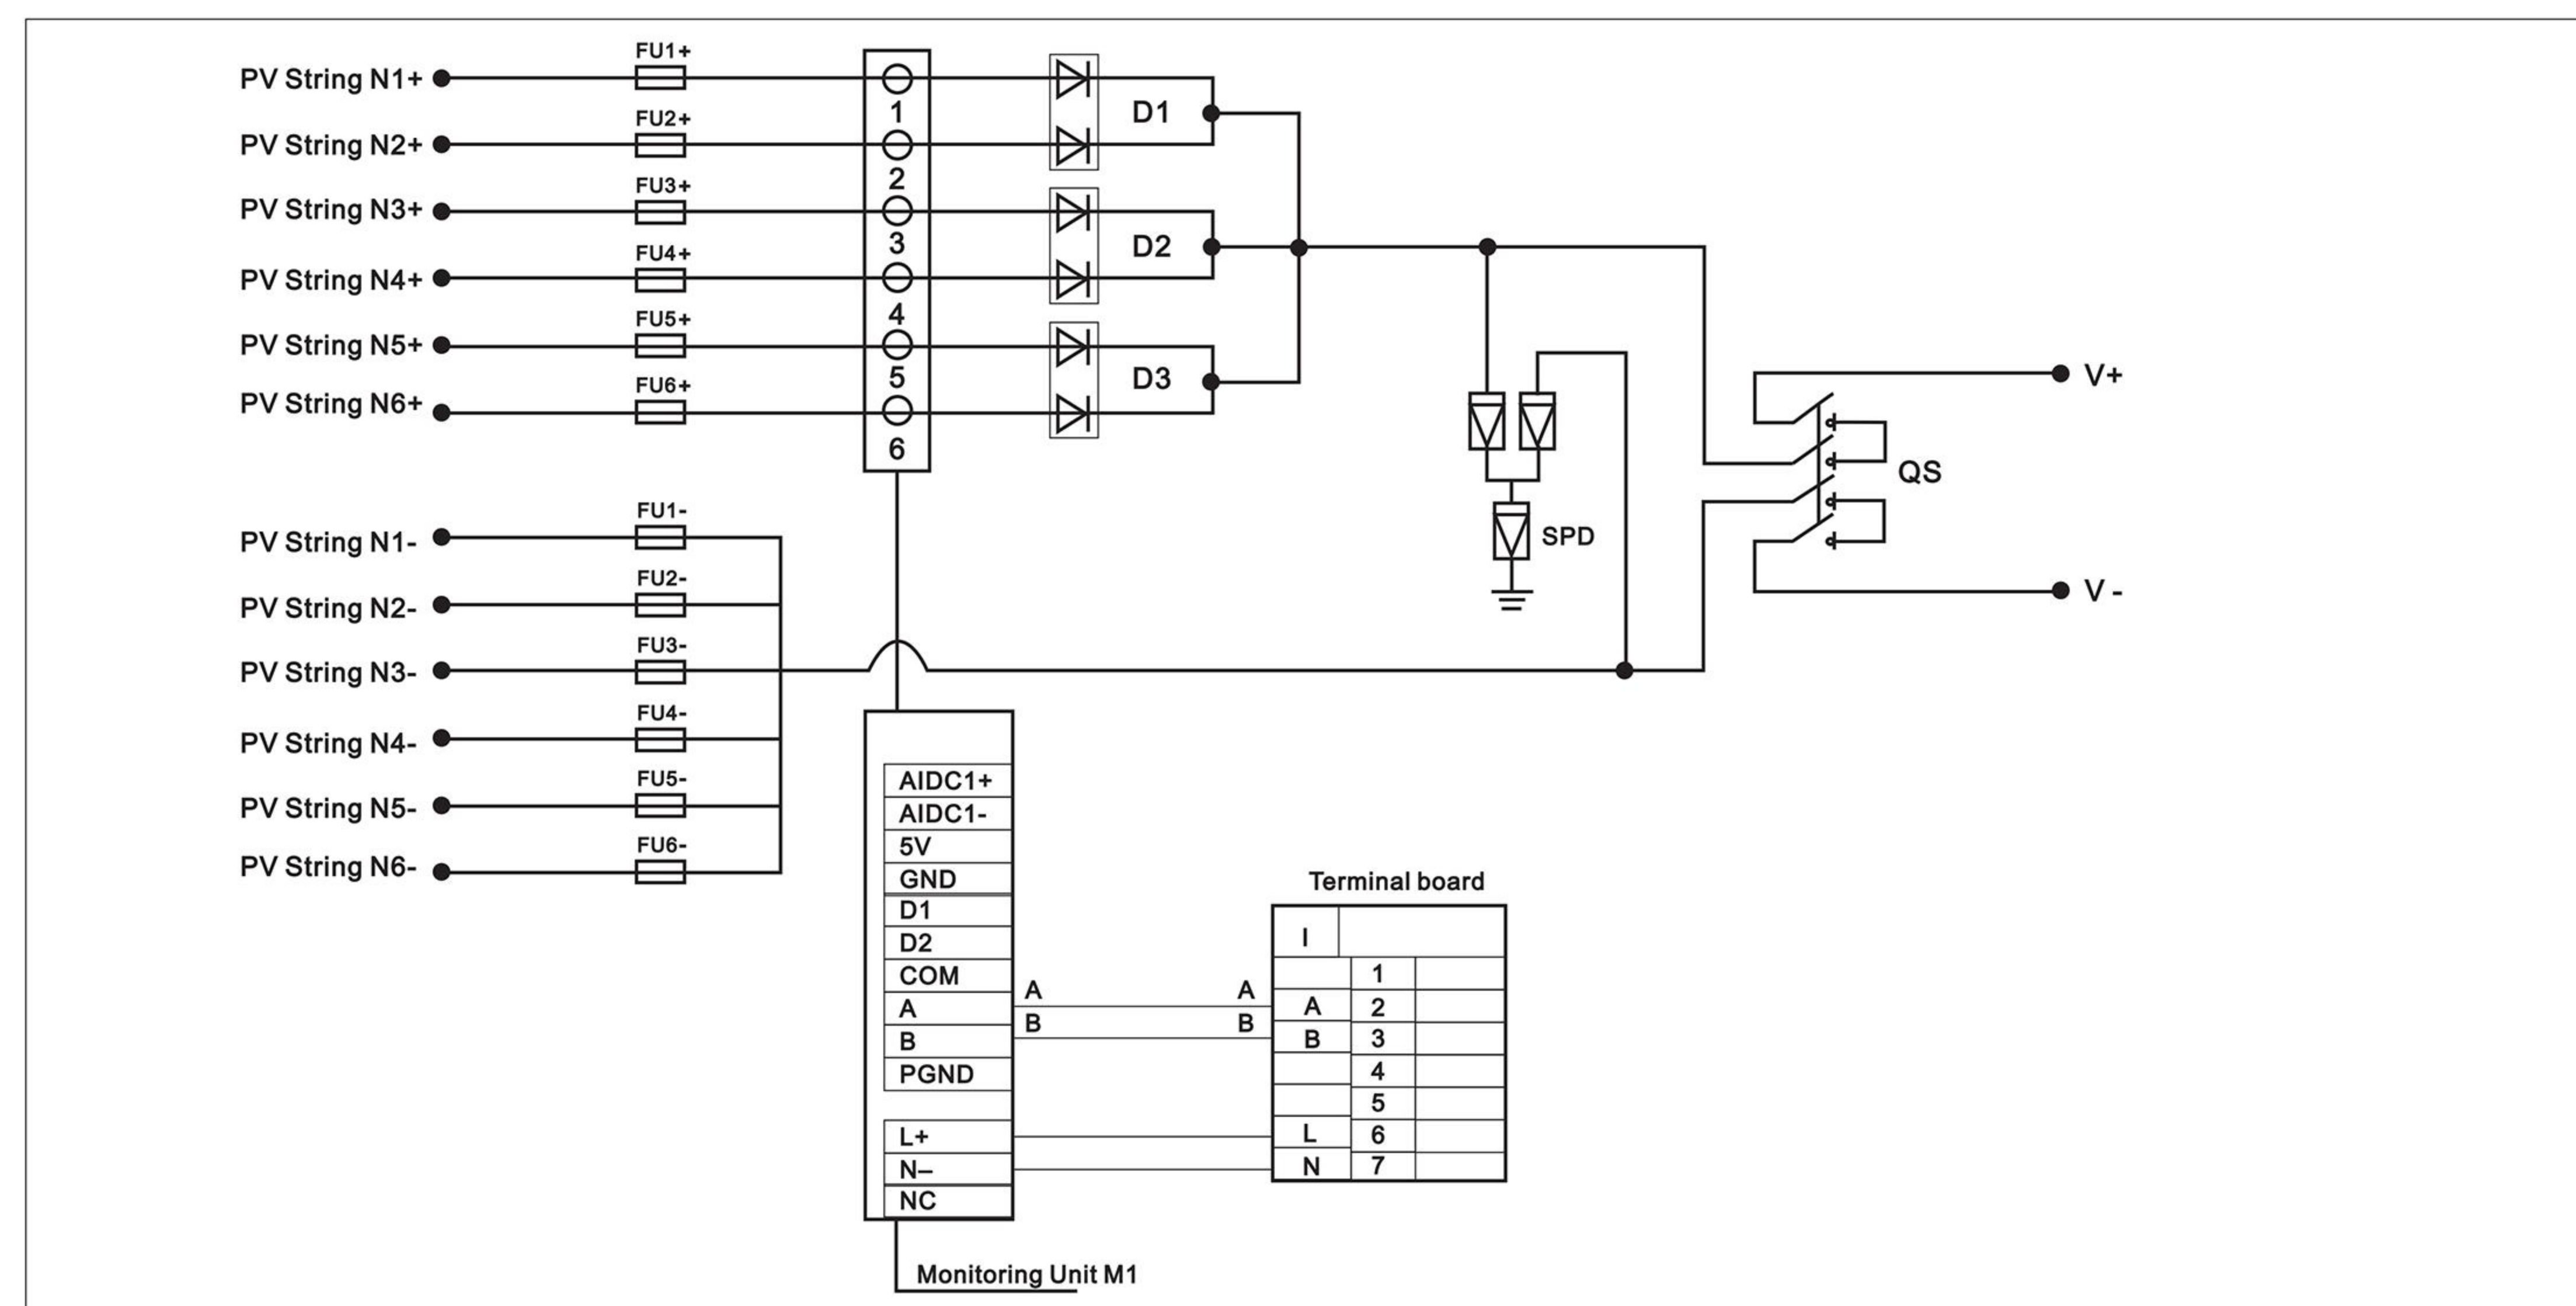 FU1+
PV String N1+
1
D1
FU2+
PV String N2+
2
FU3+
PV String N3+
3
D2
FU4+
PV String N4+
4
FU5+
PV String N5+
5
D3
FU6+
PV String N6+
6
V+
QS
FU1-
PV String N1-
SPD
FU2-
PV String N2-
V -
FU3-
PV String N3-
FU4-
PV String N4-
FU5-
PV String N5-
FU6-
PV String N6-
AIDC1+
AIDC1-
5V
GND
D1
D2
COM
A
B
PGND
L+
N–
NC
A A
B B
Terminal board
I
1
A 2
B 3
4
5
L 6
N 7
Monitoring Unit M1